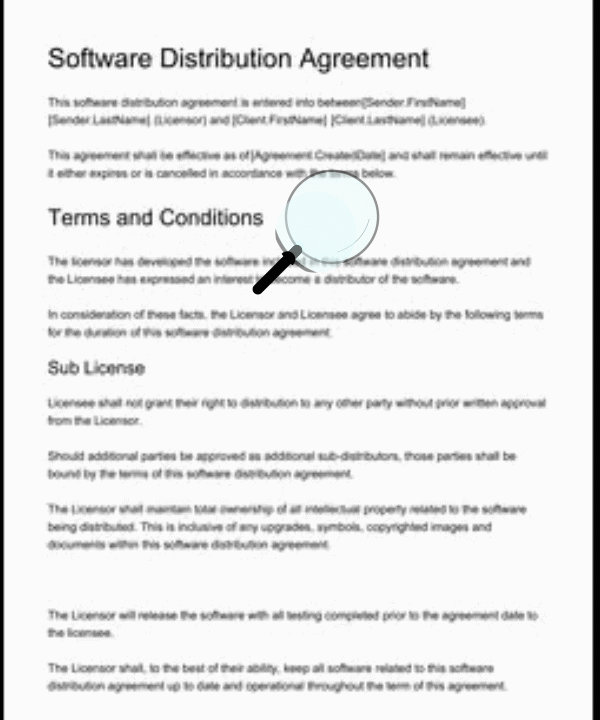 Software Distribution Agreement
This software distribution agreement is entered into between[Sender.FirstName]
[Sender.LastName] (Licensor) and [Client.FirstName] [Client.LastName] (Licensee).
This agreement shall be effective as of[Agreement.CreatedDate] and shall remain effective until
it either expires or is cancelled in accordance with the terms below.
Terms and Conditions
The licensor has developed the software in this software distribution agreement and
the Licensee has expressed an interest become a distributor of the software.
In consideration of these facts, the Licensor and Licensee agree to abide by the following terms
for the duration of this software distribution agreement.
Sub License
Licensee shall not grant their right to distribution to any other party without prior written approval
from the Licensor.
Should additional parties be approved as additional sub-distributors, those parties shall be
bound by the terms of this software distribution agreement.
The Licensor shall maintain total ownership of all intellectual property related to the software
being distributed. This is inclusive of any upgrades, symbols, copyrighted images and
documents within this software distribution agreement.
The Licensor will release the software with all testing completed prior to the agreement date to
the licensee.
The Licensor shall, to the best of their ability, keep all software related to this software
distribution agreement up to date and operational throughout the term of this agreement.